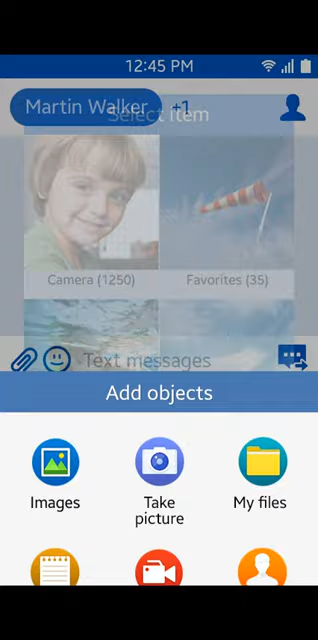 12:45 PM
Martin Walker +1
Select item
Camera (1250) Favorites (35)
Text messages
Add objects
Images Take picture My files